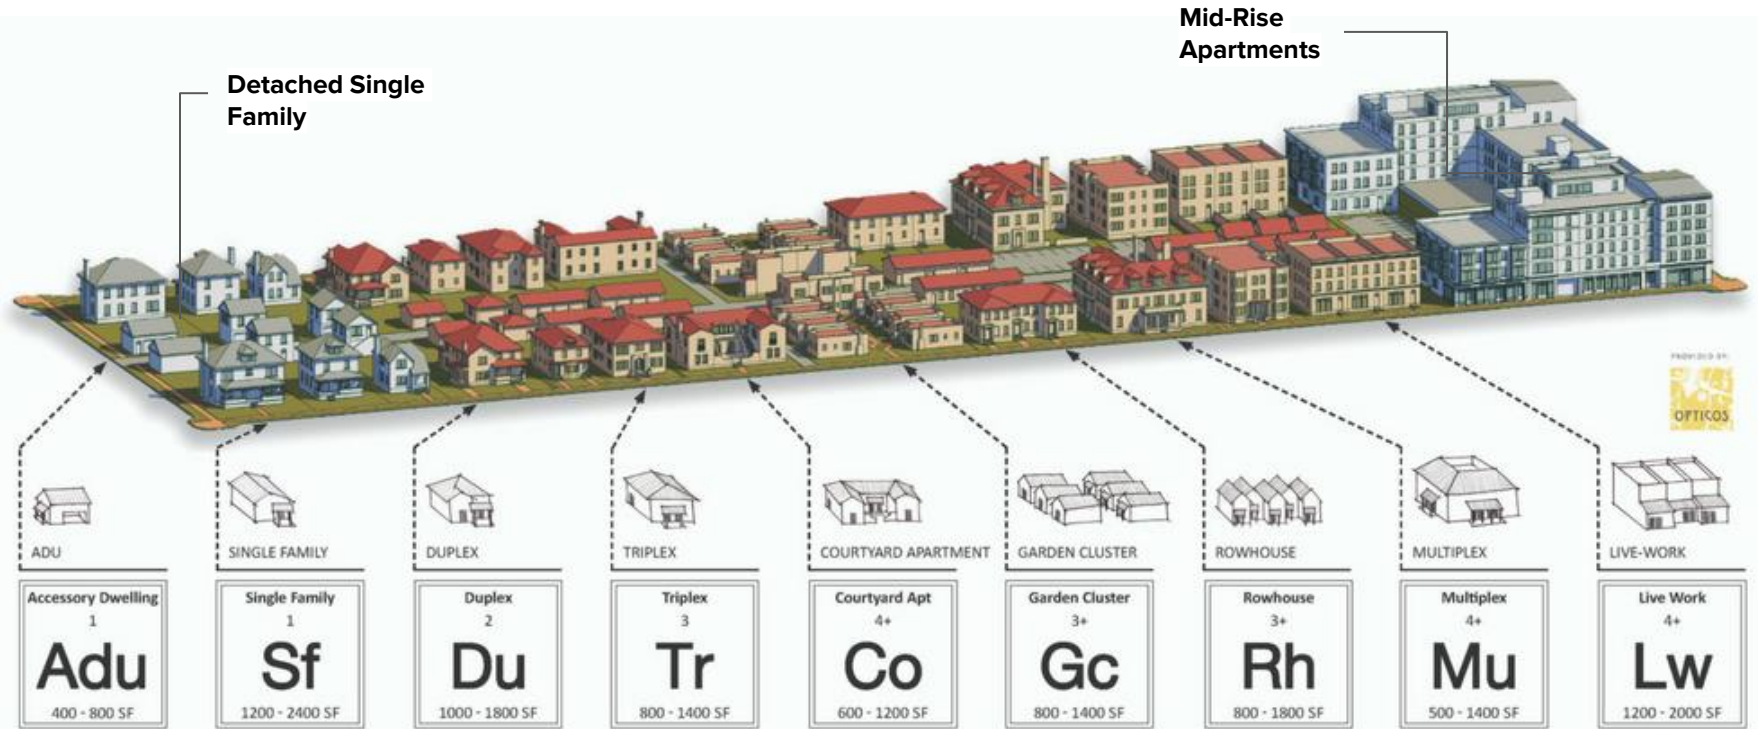 Mid-Rise
Apartments
Detached Single
Family
PROVIDED BY:
OPTICOS
ADU
SINGLE FAMILY
DUPLEX
TRIPLEX
COURTYARD APARTMENT
GARDEN CLUSTER
ROWHOUSE
MULTIPLEX
LIVE-WORK
Accessory Dwelling
1
Adu
400 - 800 SF
Single Family
1
Sf
1200 - 2400 SF
Duplex
2
Du
1000 - 1800 SF
Triplex
3
Tr
800 - 1400 SF
Courtyard Apt
4+
Co
600 - 1200 SF
Garden Cluster
3+
Gc
800 - 1400 SF
Rowhouse
3+
Rh
800 - 1800 SF
Multiplex
4+
Mu
500 - 1400 SF
Live Work
4+
Lw
1200 - 2000 SF